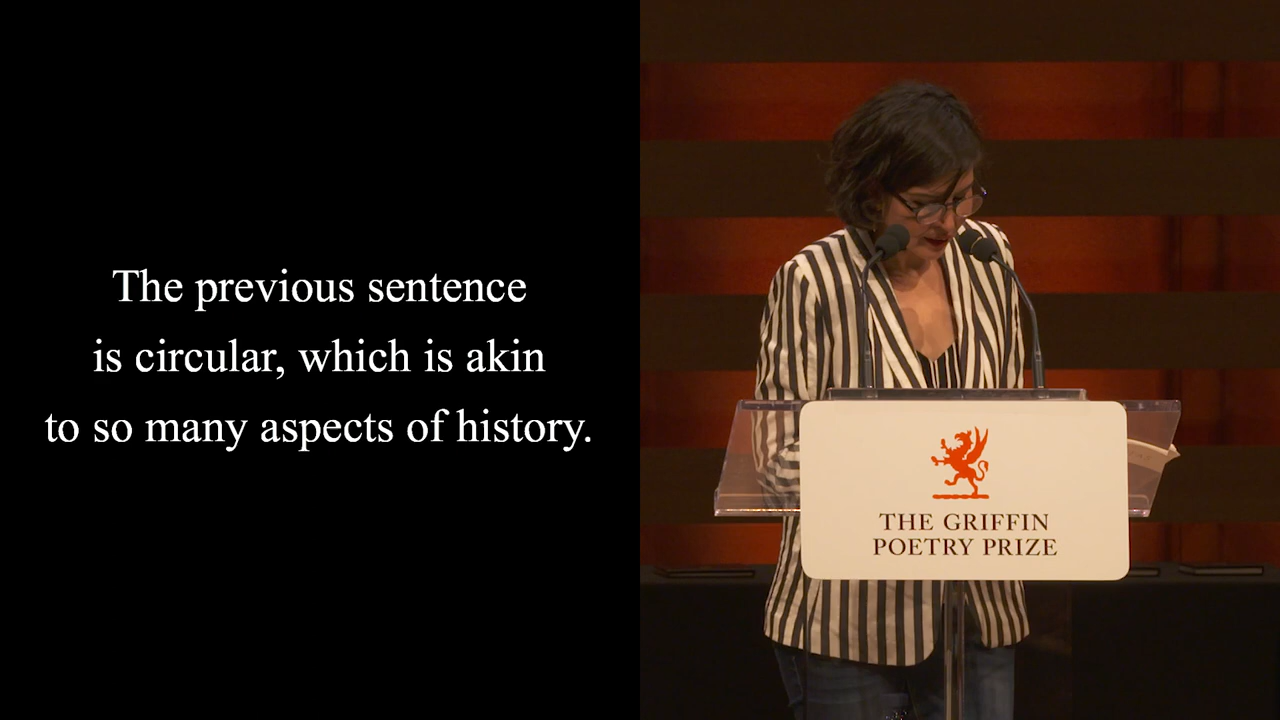 The previous sentence
is circular, which is akin
to so many aspects of history.
THE GRIFFIN
POETRY PRIZE